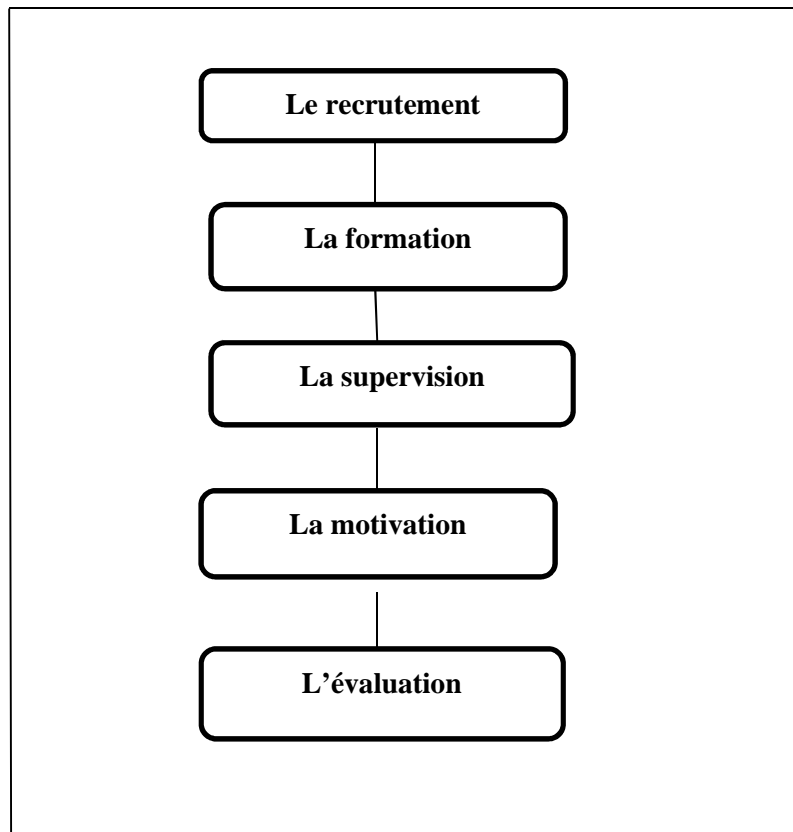 Le recrutement
La formation
La supervision
La motivation
L’évaluation